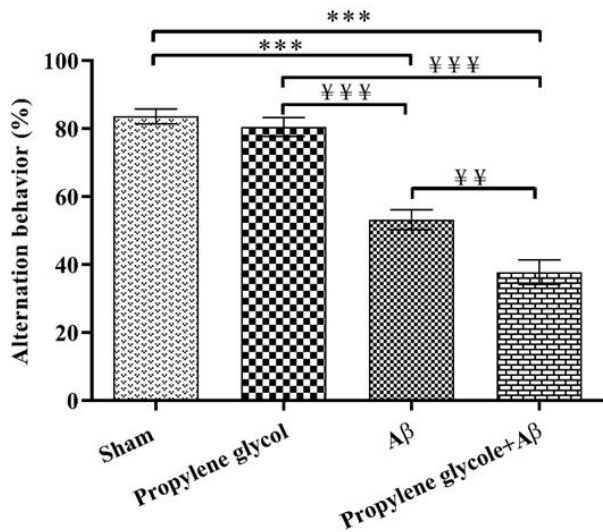 ***
***
¥ ¥ ¥
¥ ¥ ¥
¥ ¥
Alternation behavior (%)
100
80
60
40
20
0
Sham
Propylene glycol
Aβ
Propylene glycole+Aβ